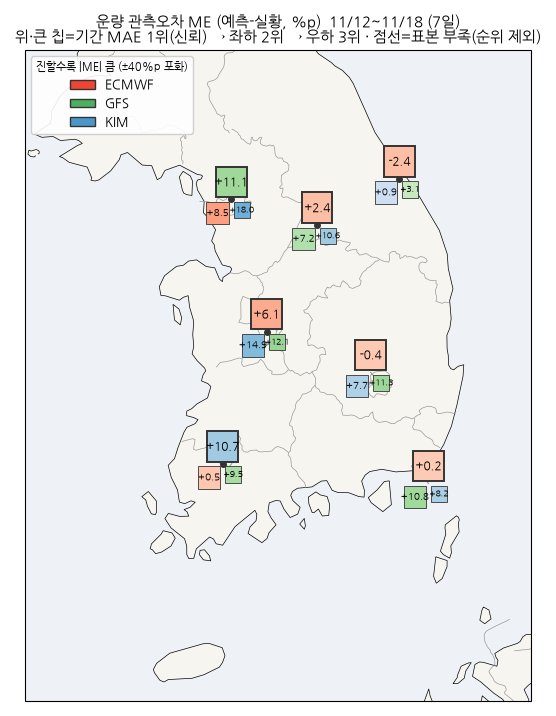 운량 관측오차 ME (예측-실황, %p)  11/12~11/18 (7일)
위·큰 칩=기간 MAE 1위(신뢰) → 좌하 2위 → 우하 3위 · 점선=표본 부족(순위 제외)
진할수록 |ME| 큼 (±40%p 포화)
ECMWF
GFS
KIM
-2.4
+0.9 +3.1
+11.1
+8.5 +18.0
+2.4
+7.2 +10.6
+6.1
+14.9 +12.1
-0.4
+7.7 +11.3
+10.7
+0.5 +9.5
+0.2
+10.8 +8.2